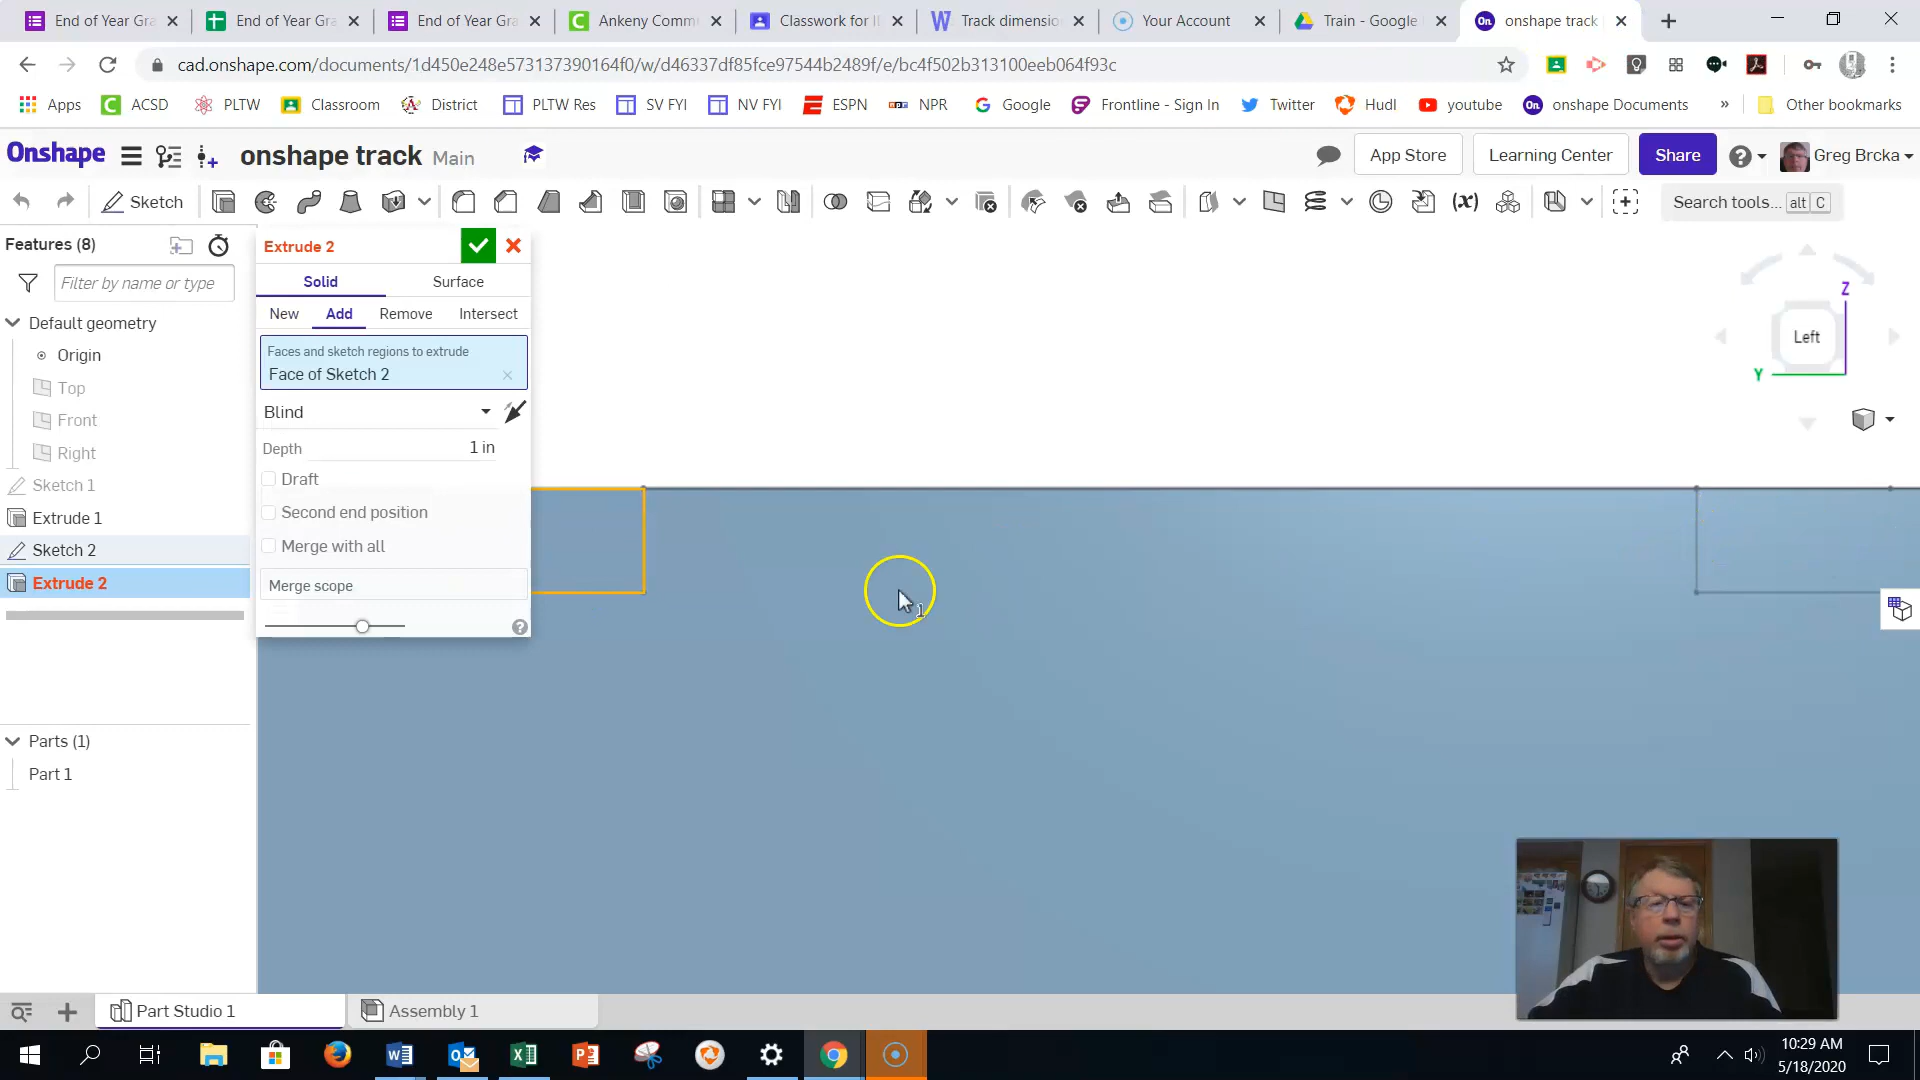 End of Year Gra
End of Year Gra
End of Year Gra
Ankeny Commu
Classwork for II
Track dimensio
Your Account
Train - Google
onshape track
cad.onshape.com/documents/1d450e248e573137390164f0/w/d46337df85fce97544b2489f/e/bc4f502b313100eeb064f93c
Apps
ACSD
PLTW
Classroom
District
PLTW Res
SV FYI
NV FYI
ESPN
NPR
Google
Frontline - Sign In
Twitter
Hudl
youtube
onshape Documents
»
Other bookmarks
Onshape
onshape track Main
App Store
Learning Center
Share
Greg Brcka
Sketch
(x)
Search tools... alt C
Features (8)
Filter by name or type
Default geometry
Origin
Top
Front
Right
Sketch 1
Extrude 1
Sketch 2
Extrude 2
Parts (1)
Part 1
Extrude 2
Solid
Surface
New
Add
Remove
Intersect
Faces and sketch regions to extrude
Face of Sketch 2
Blind
Depth
1 in
Draft
Second end position
Merge with all
Merge scope
Z
Left
Y
1
Part Studio 1
Assembly 1
10:29 AM
5/18/2020